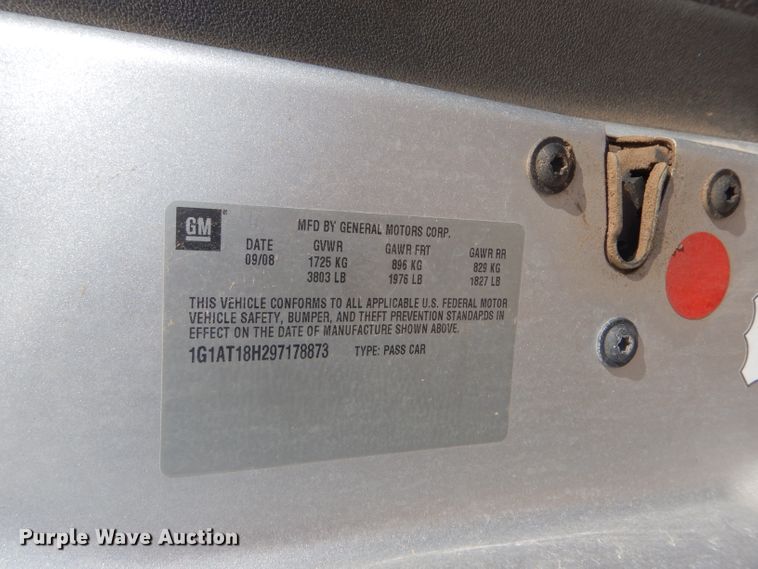 GM
MFD BY GENERAL MOTORS CORP.
DATE GVWR GAWR FRT GAWR RR
09/08 1725 KG 896 KG 829 KG
3803 LB 1976 LB 1827 LB
THIS VEHICLE CONFORMS TO ALL APPLICABLE U.S. FEDERAL MOTOR
VEHICLE SAFETY, BUMPER, AND THEFT PREVENTION STANDARDS IN
EFFECT ON THE DATE OF MANUFACTURE SHOWN ABOVE.
1G1AT18H297178873 TYPE: PASS CAR
Purple Wave Auction